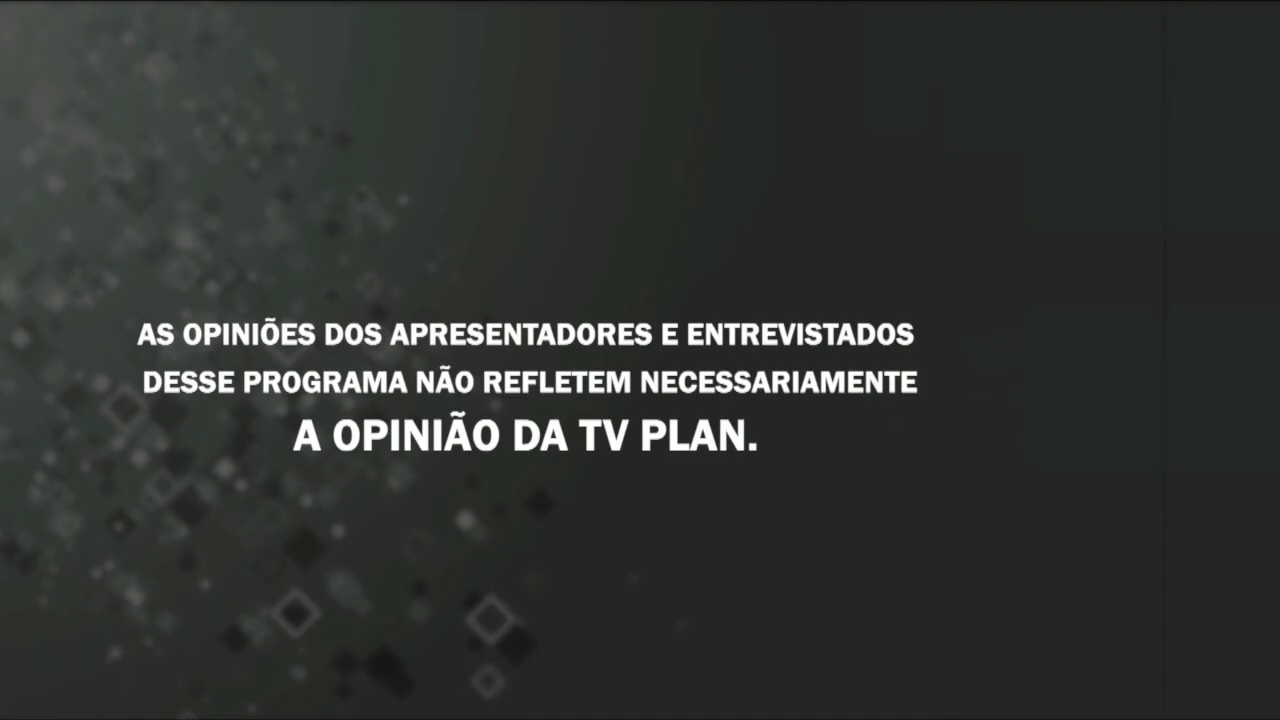 AS OPINIÕES DOS APRESENTADORES E ENTREVISTADOS
DESSE PROGRAMA NÃO REFLETEM NECESSARIAMENTE
A OPINIÃO DA TV PLAN.